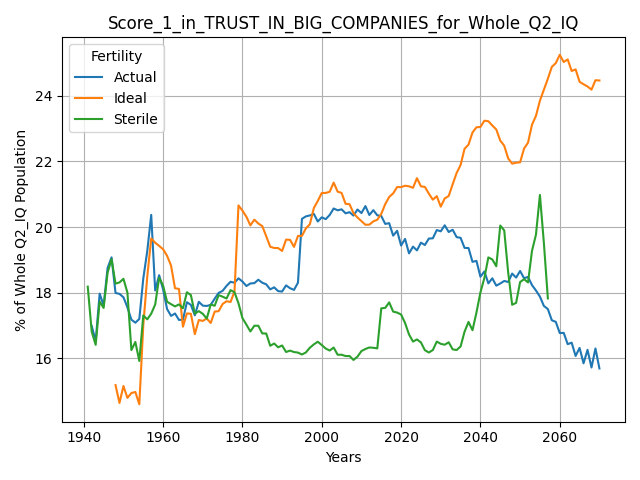 Score_1_in_TRUST_IN_BIG_COMPANIES_for_Whole_Q2_IQ
Fertility
Actual
Ideal
Sterile
% of Whole Q2_IQ Population
24
22
20
18
16
1940
1960
1980
2000
2020
2040
2060
Years